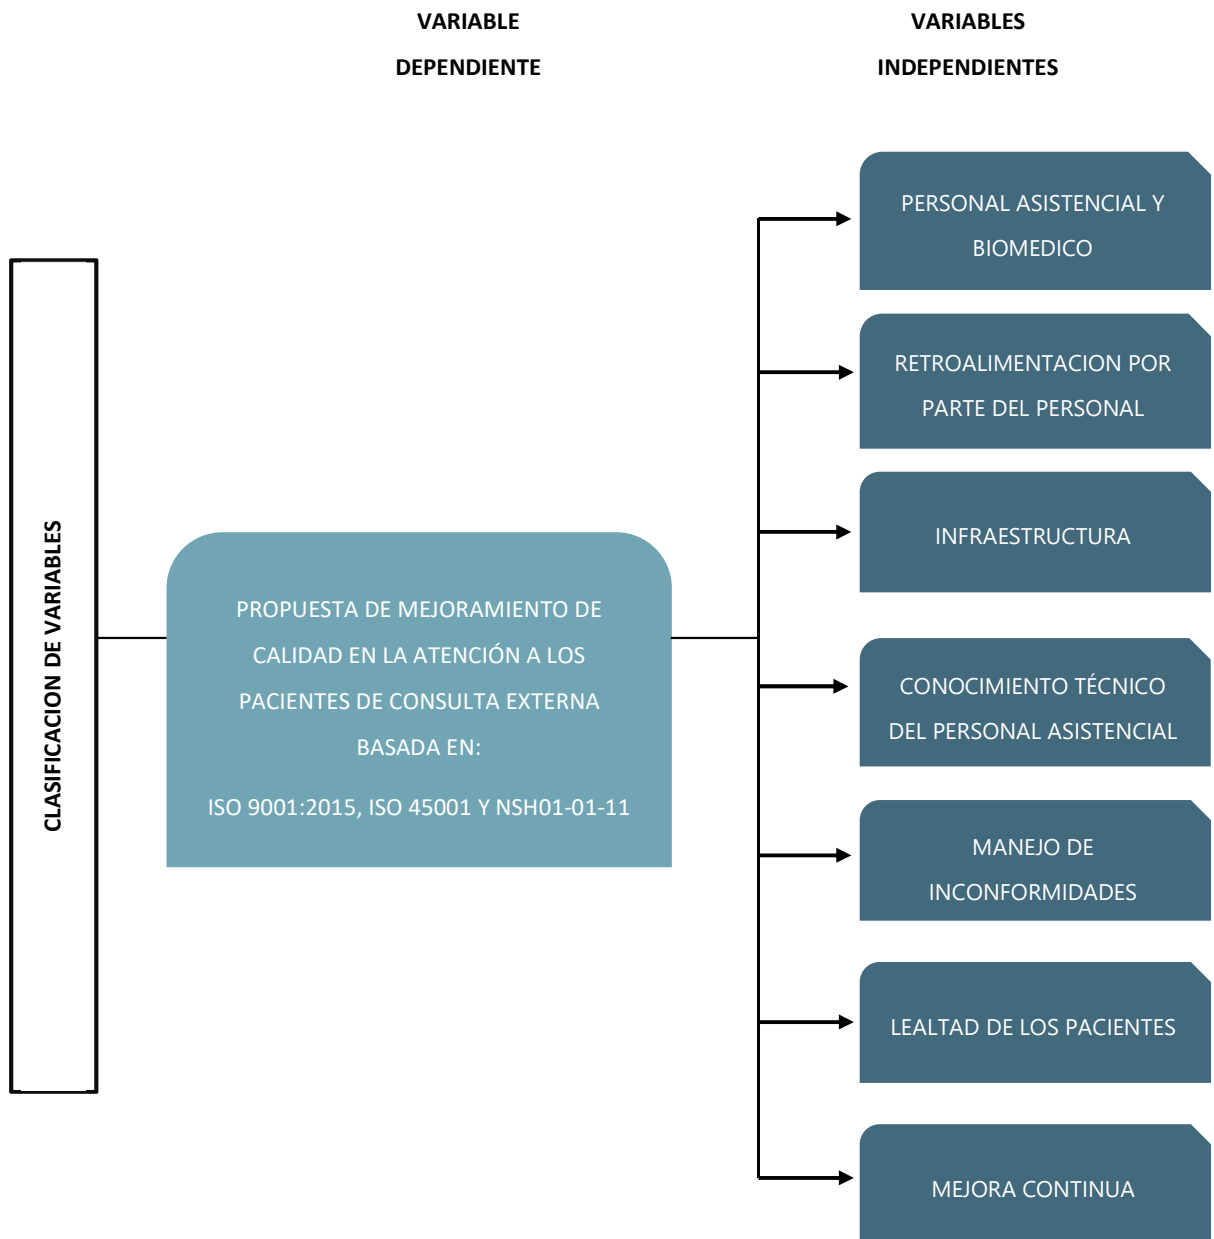 VARIABLE
DEPENDIENTE
VARIABLES
INDEPENDIENTES
CLASIFICACION DE VARIABLES
PROPUESTA DE MEJORAMIENTO DE
CALIDAD EN LA ATENCIÓN A LOS
PACIENTES DE CONSULTA EXTERNA
BASADA EN:
ISO 9001:2015, ISO 45001 Y NSH01-01-11
PERSONAL ASISTENCIAL Y
BIOMEDICO
RETROALIMENTACION POR
PARTE DEL PERSONAL
INFRAESTRUCTURA
CONOCIMIENTO TÉCNICO
DEL PERSONAL ASISTENCIAL
MANEJO DE
INCONFORMIDADES
LEALTAD DE LOS PACIENTES
MEJORA CONTINUA